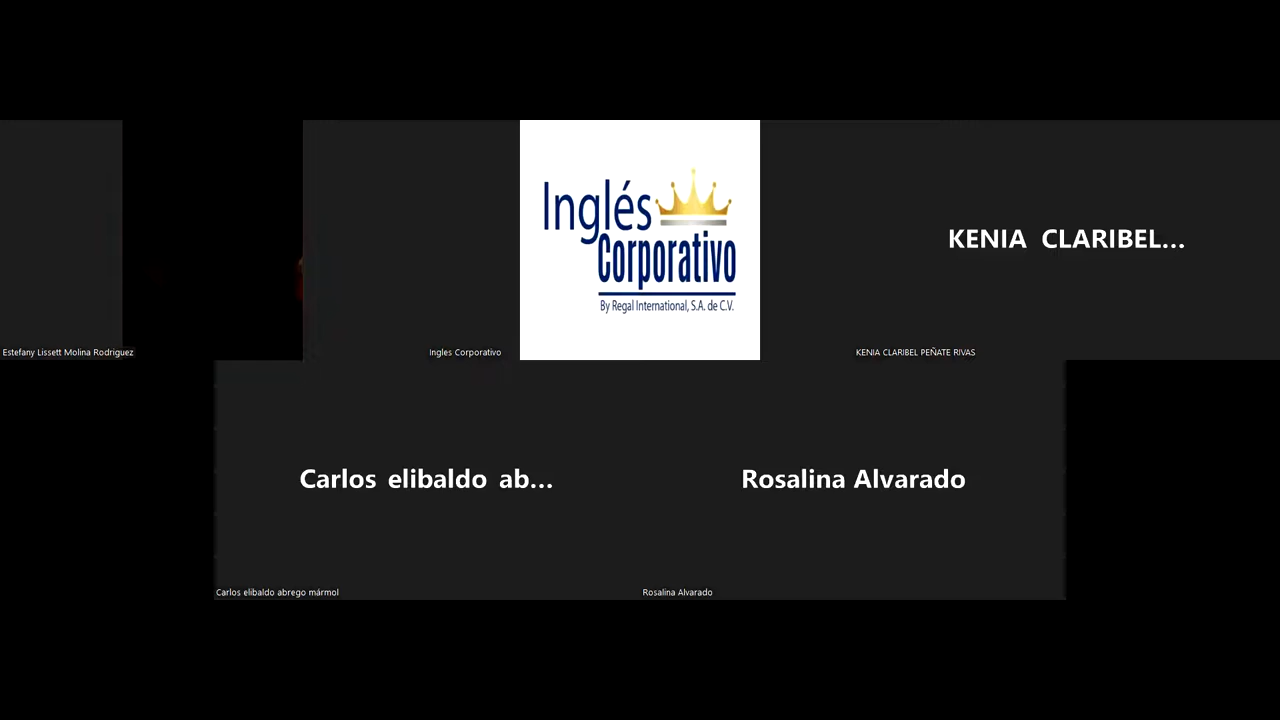 Inglés
Corporativo
By Regal International, S.A. de C.V.
KENIA CLARIBEL...
Estefany Lissett Molina Rodriguez
Ingles Corporativo
KENIA CLARIBEL PEÑATE RIVAS
Carlos elibaldo ab...
Rosalina Alvarado
Carlos elibaldo abrego mármol
Rosalina Alvarado